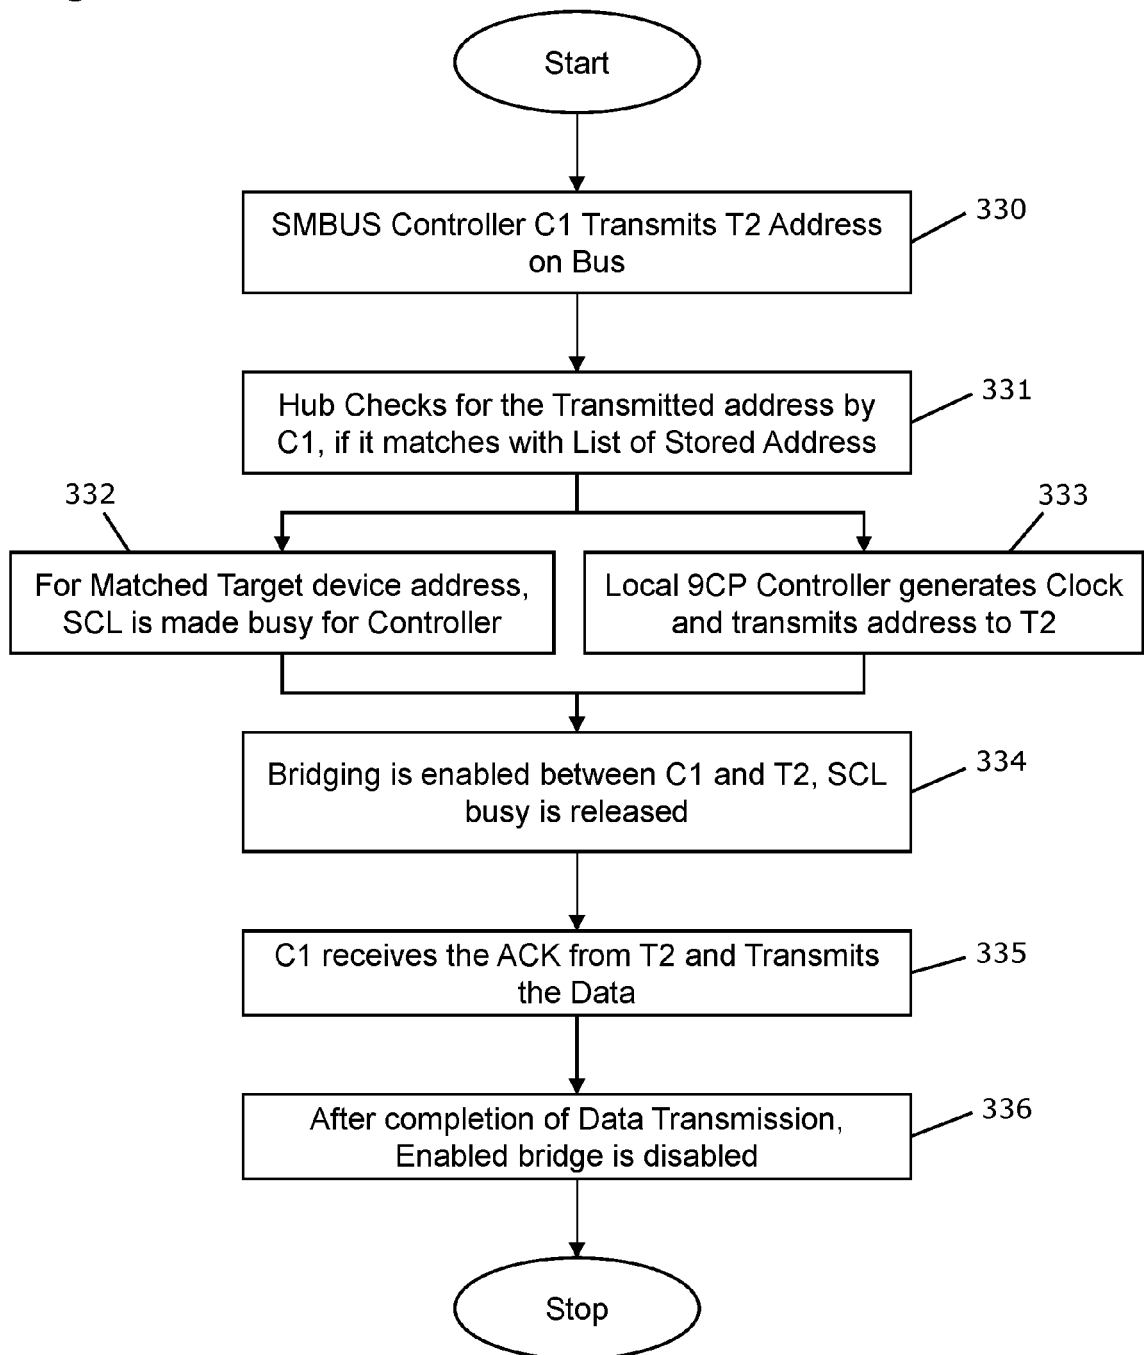 Start
SMBUS Controller C1 Transmits T2 Address
on Bus
330
Hub Checks for the Transmitted address by
C1, if it matches with List of Stored Address
331
332
333
For Matched Target device address,
SCL is made busy for Controller
Local 9CP Controller generates Clock
and transmits address to T2
Bridging is enabled between C1 and T2, SCL
busy is released
334
C1 receives the ACK from T2 and Transmits
the Data
335
After completion of Data Transmission,
Enabled bridge is disabled
336
Stop